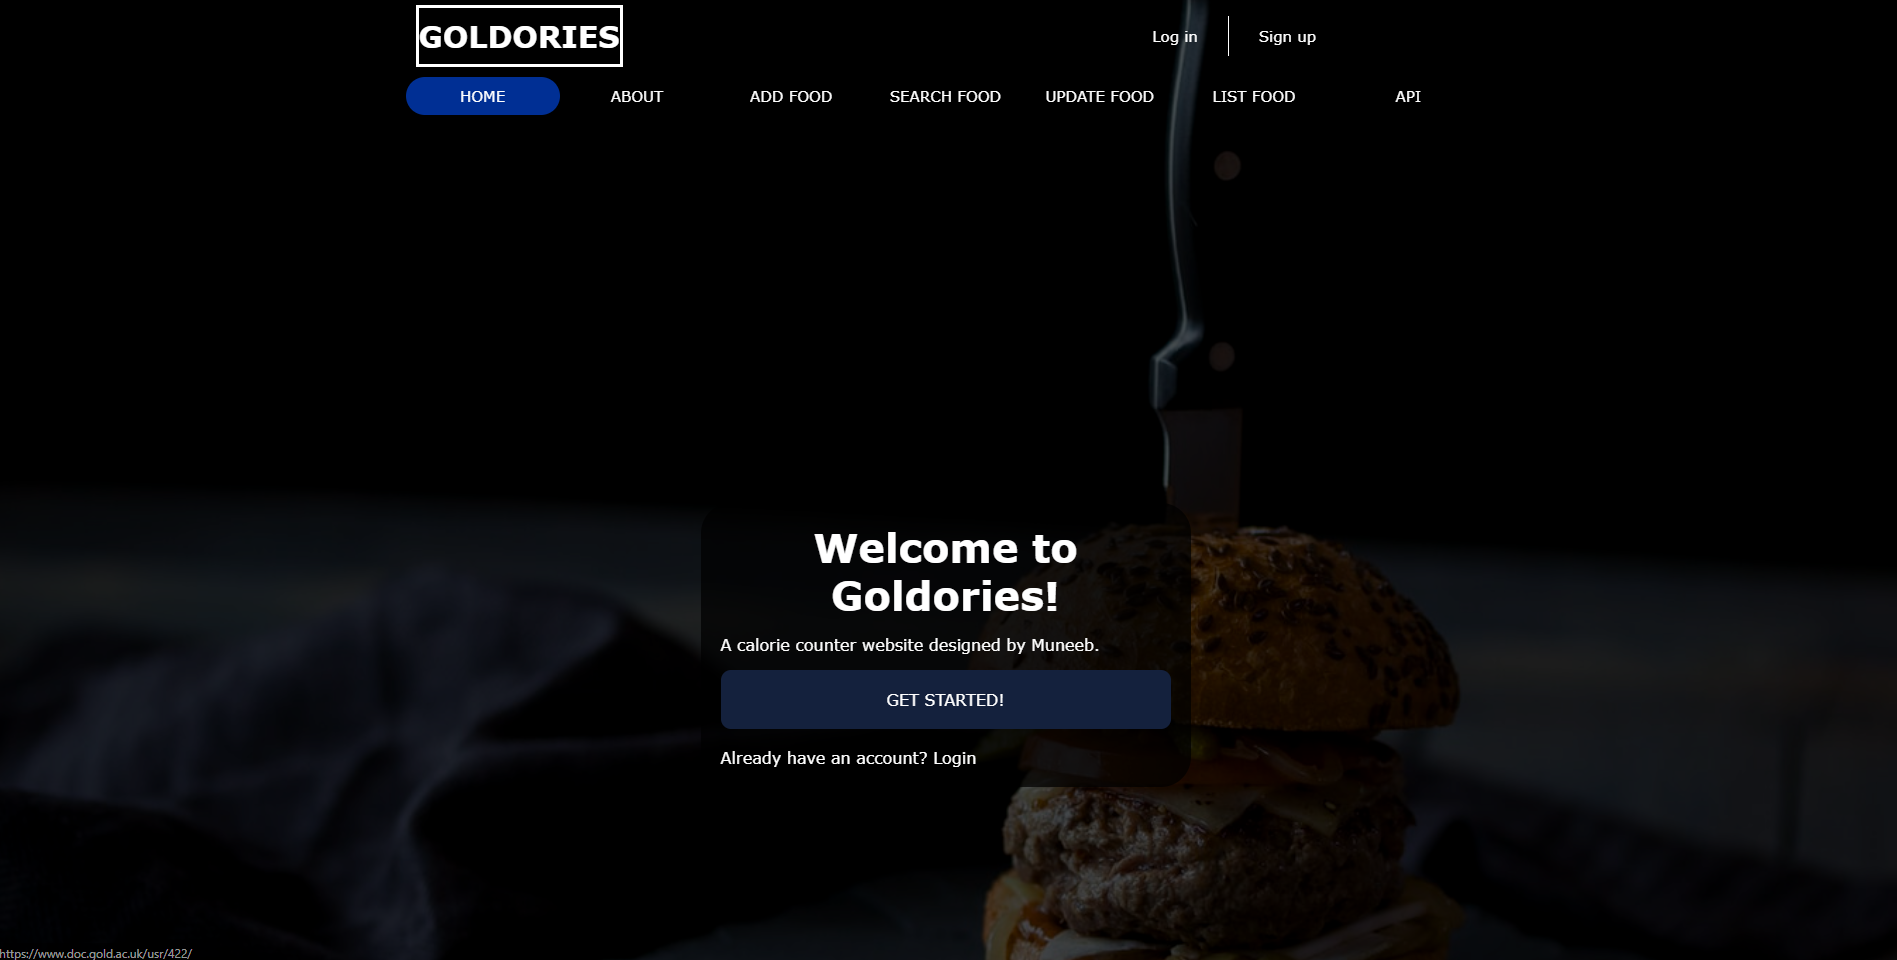 GOLDORIES
Log in
Sign up
HOME
ABOUT
ADD FOOD
SEARCH FOOD
UPDATE FOOD
LIST FOOD
API
Welcome to
Goldories!
A calorie counter website designed by Muneeb.
GET STARTED!
Already have an account? Login
https://www.doc.gold.ac.uk/usr/422/